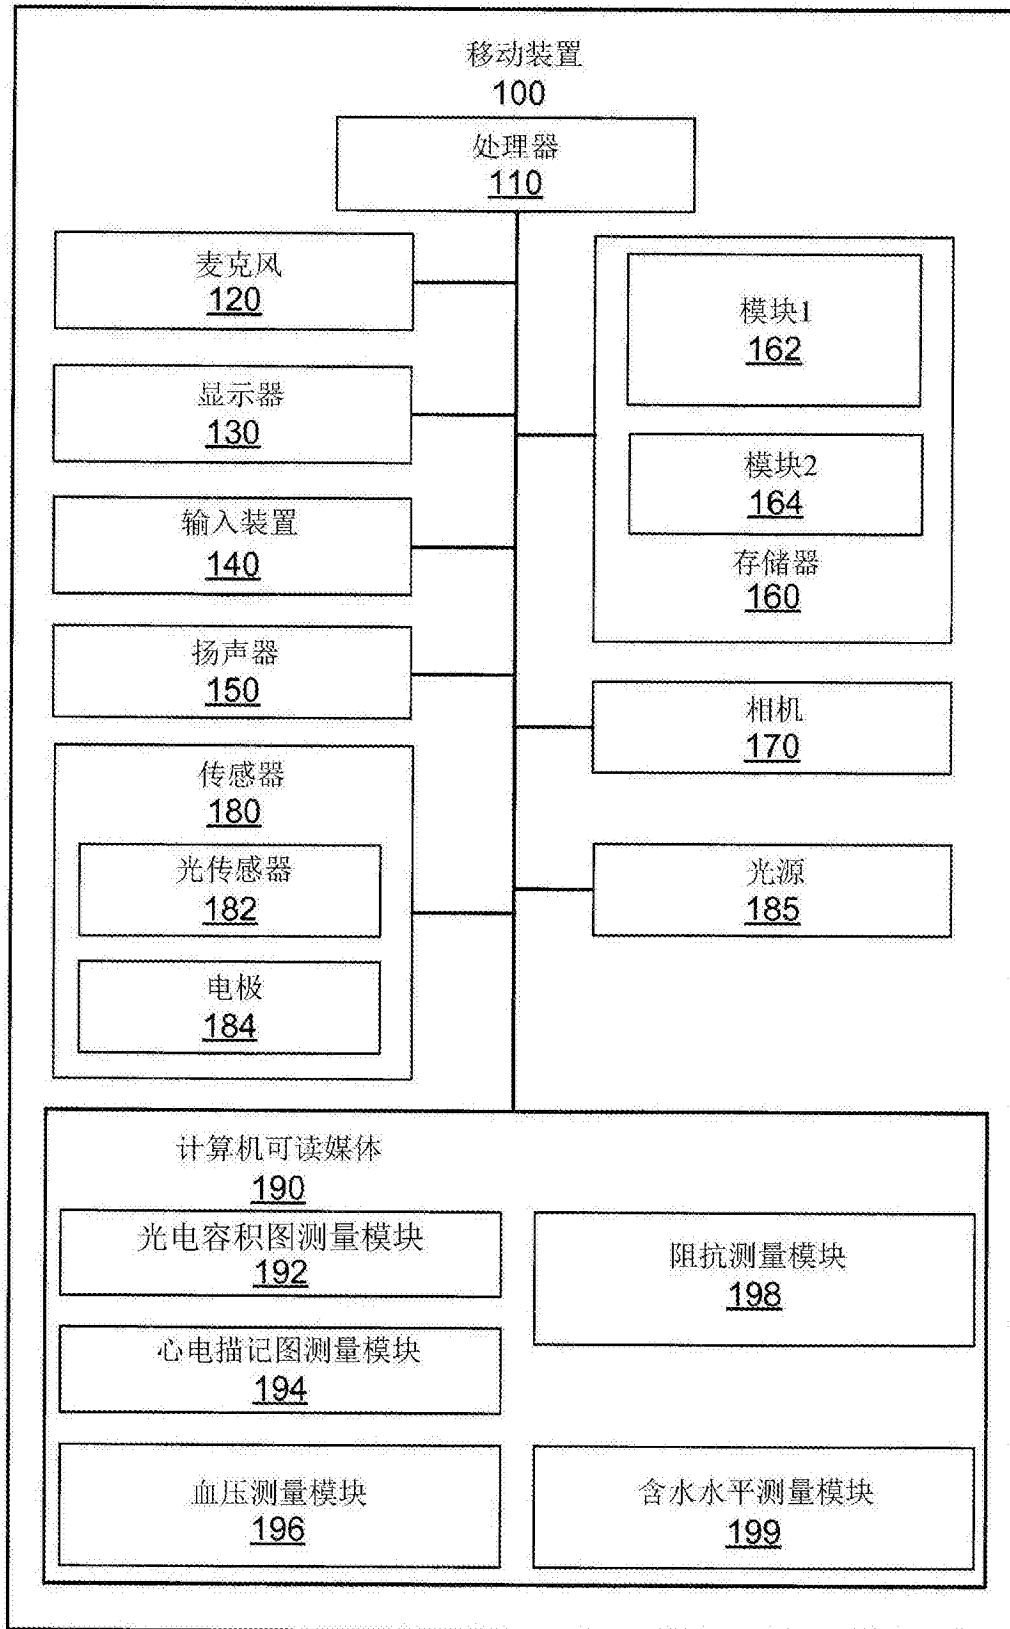 移动装置
100
处理器
110
麦克风
120
显示器
130
输入装置
140
扬声器
150
模块1
162
模块2
164
存储器
160
相机
170
光源
185
传感器
180
光传感器
182
电极
184
计算机可读媒体
190
光电容积图测量模块
192
心电描记图测量模块
194
血压测量模块
196
阻抗测量模块
198
含水水平测量模块
199